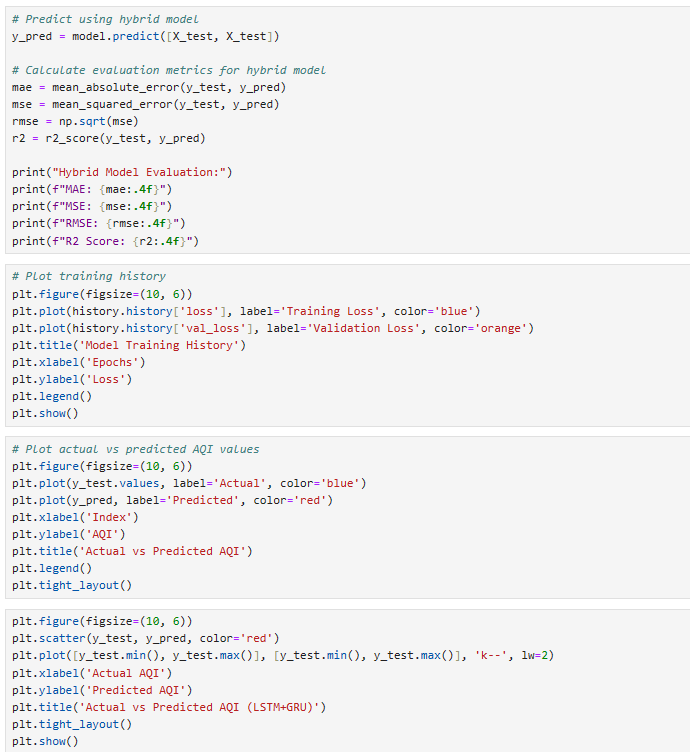 # Predict using hybrid model
y_pred = model.predict([X_test, X_test])
# Calculate evaluation metrics for hybrid model
mae = mean_absolute_error(y_test, y_pred)
mse = mean_squared_error(y_test, y_pred)
rmse = np.sqrt(mse)
r2 = r2_score(y_test, y_pred)
print("Hybrid Model Evaluation:")
print(f"MAE: {mae:.4f}")
print(f"MSE: {mse:.4f}")
print(f"RMSE: {rmse:.4f}")
print(f"R2 Score: {r2:.4f}")
# Plot training history
plt.figure(figsize=(10, 6))
plt.plot(history.history['loss'], label='Training Loss', color='blue')
plt.plot(history.history['val_loss'], label='Validation Loss', color='orange')
plt.title('Model Training History')
plt.xlabel('Epochs')
plt.ylabel('Loss')
plt.legend()
plt.show()
# Plot actual vs predicted AQI values
plt.figure(figsize=(10, 6))
plt.plot(y_test.values, label='Actual', color='blue')
plt.plot(y_pred, label='Predicted', color='red')
plt.xlabel('Index')
plt.ylabel('AQI')
plt.title('Actual vs Predicted AQI')
plt.legend()
plt.tight_layout()
plt.figure(figsize=(10, 6))
plt.scatter(y_test, y_pred, color='red')
plt.plot([y_test.min(), y_test.max()], [y_test.min(), y_test.max()], 'k--', lw=2)
plt.xlabel('Actual AQI')
plt.ylabel('Predicted AQI')
plt.title('Actual vs Predicted AQI (LSTM+GRU)')
plt.tight_layout()
plt.show()